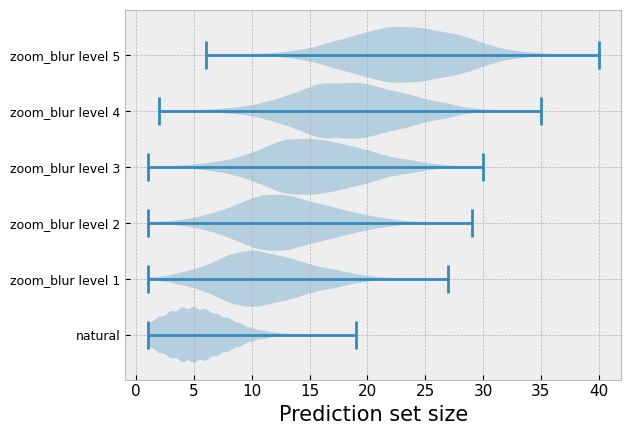 zoom_blur level 5
zoom_blur level 4
zoom_blur level 3
zoom_blur level 2
zoom_blur level 1
natural
0 5 10 15 20 25 30 35 40
Prediction set size